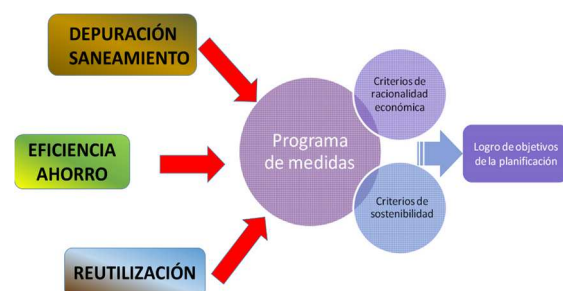 DEPURACIÓN
SANEAMIENTO
EFICIENCIA
AHORRO
REUTILIZACIÓN
Programa
de medidas
Criterios de
racionalidad
económica
Criterios de
sostenibilidad
Logro de objetivos
de la planificación